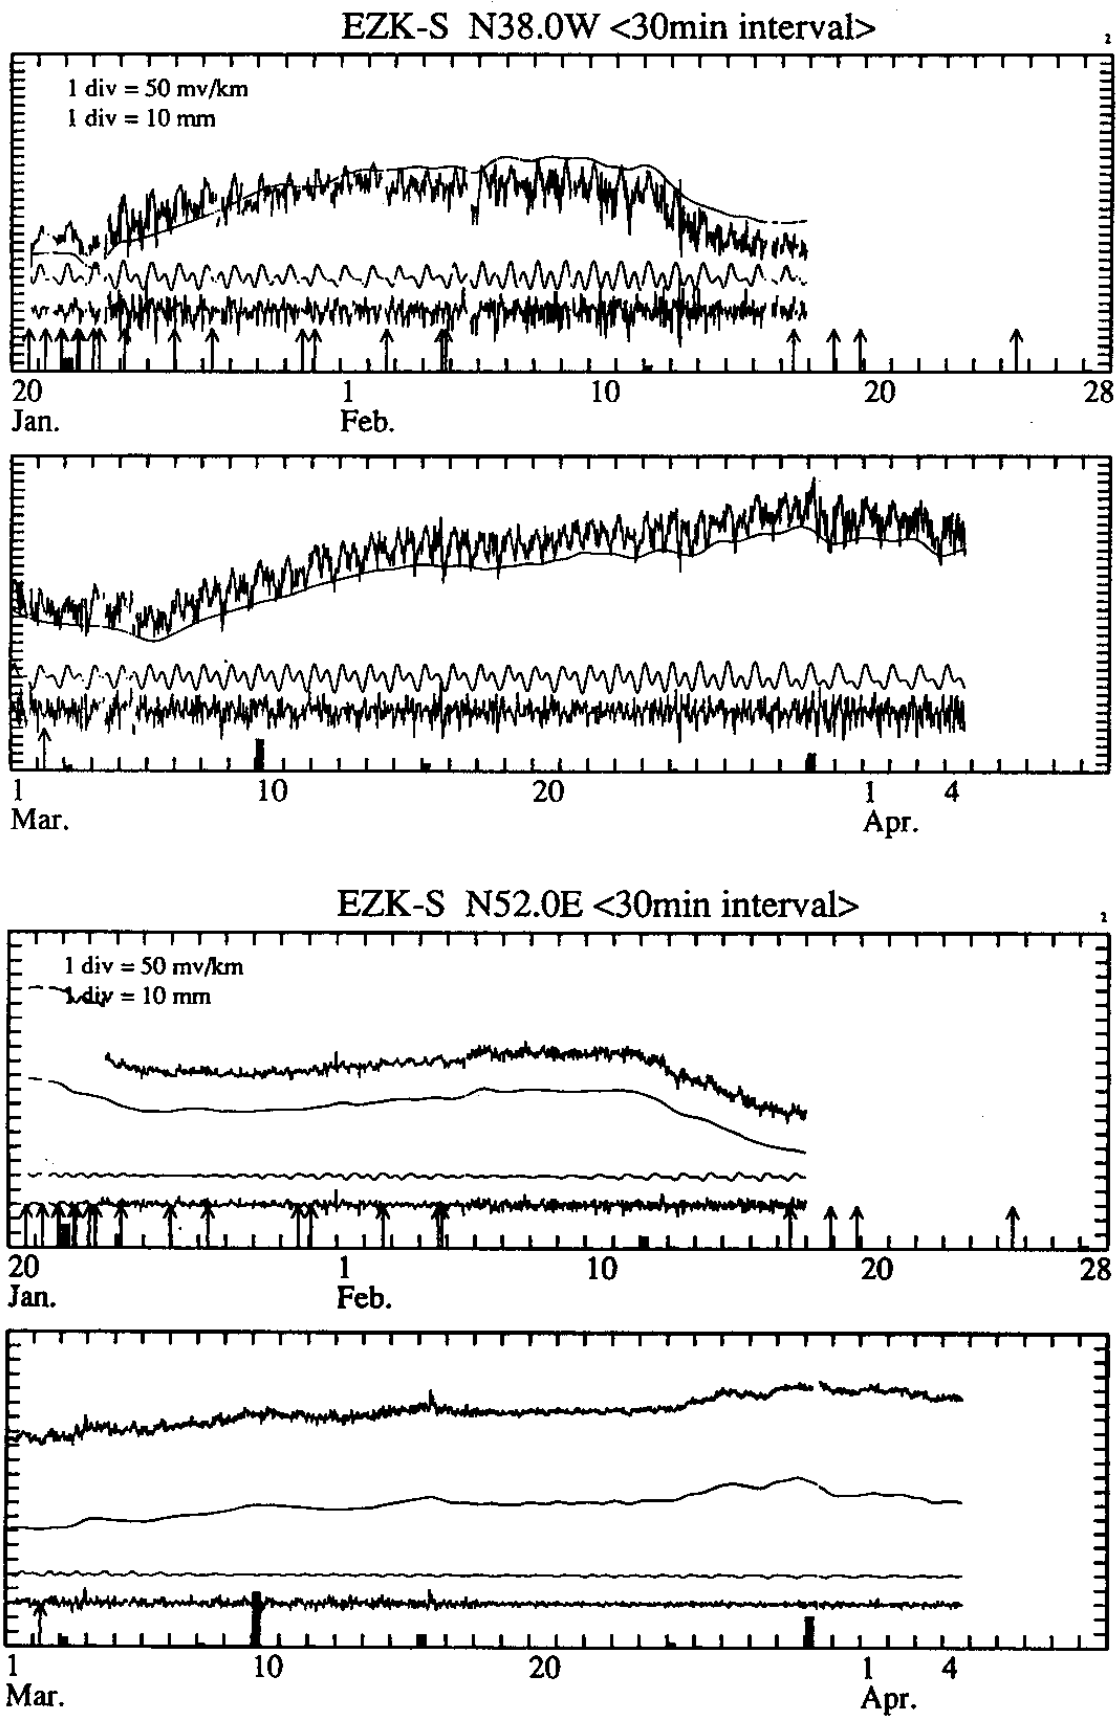 EZK-S N38.0W <30min interval>
2
1 div = 50 mv/km
1 div = 10 mm
20 1 10 20 28
Jan. Feb.
1 10 20 1 4
Mar. Apr.
EZK-S N52.0E <30min interval>
2
1 div = 50 mv/km
1 div = 10 mm
20 1 10 20 28
Jan. Feb.
1 10 20 1 4
Mar. Apr.